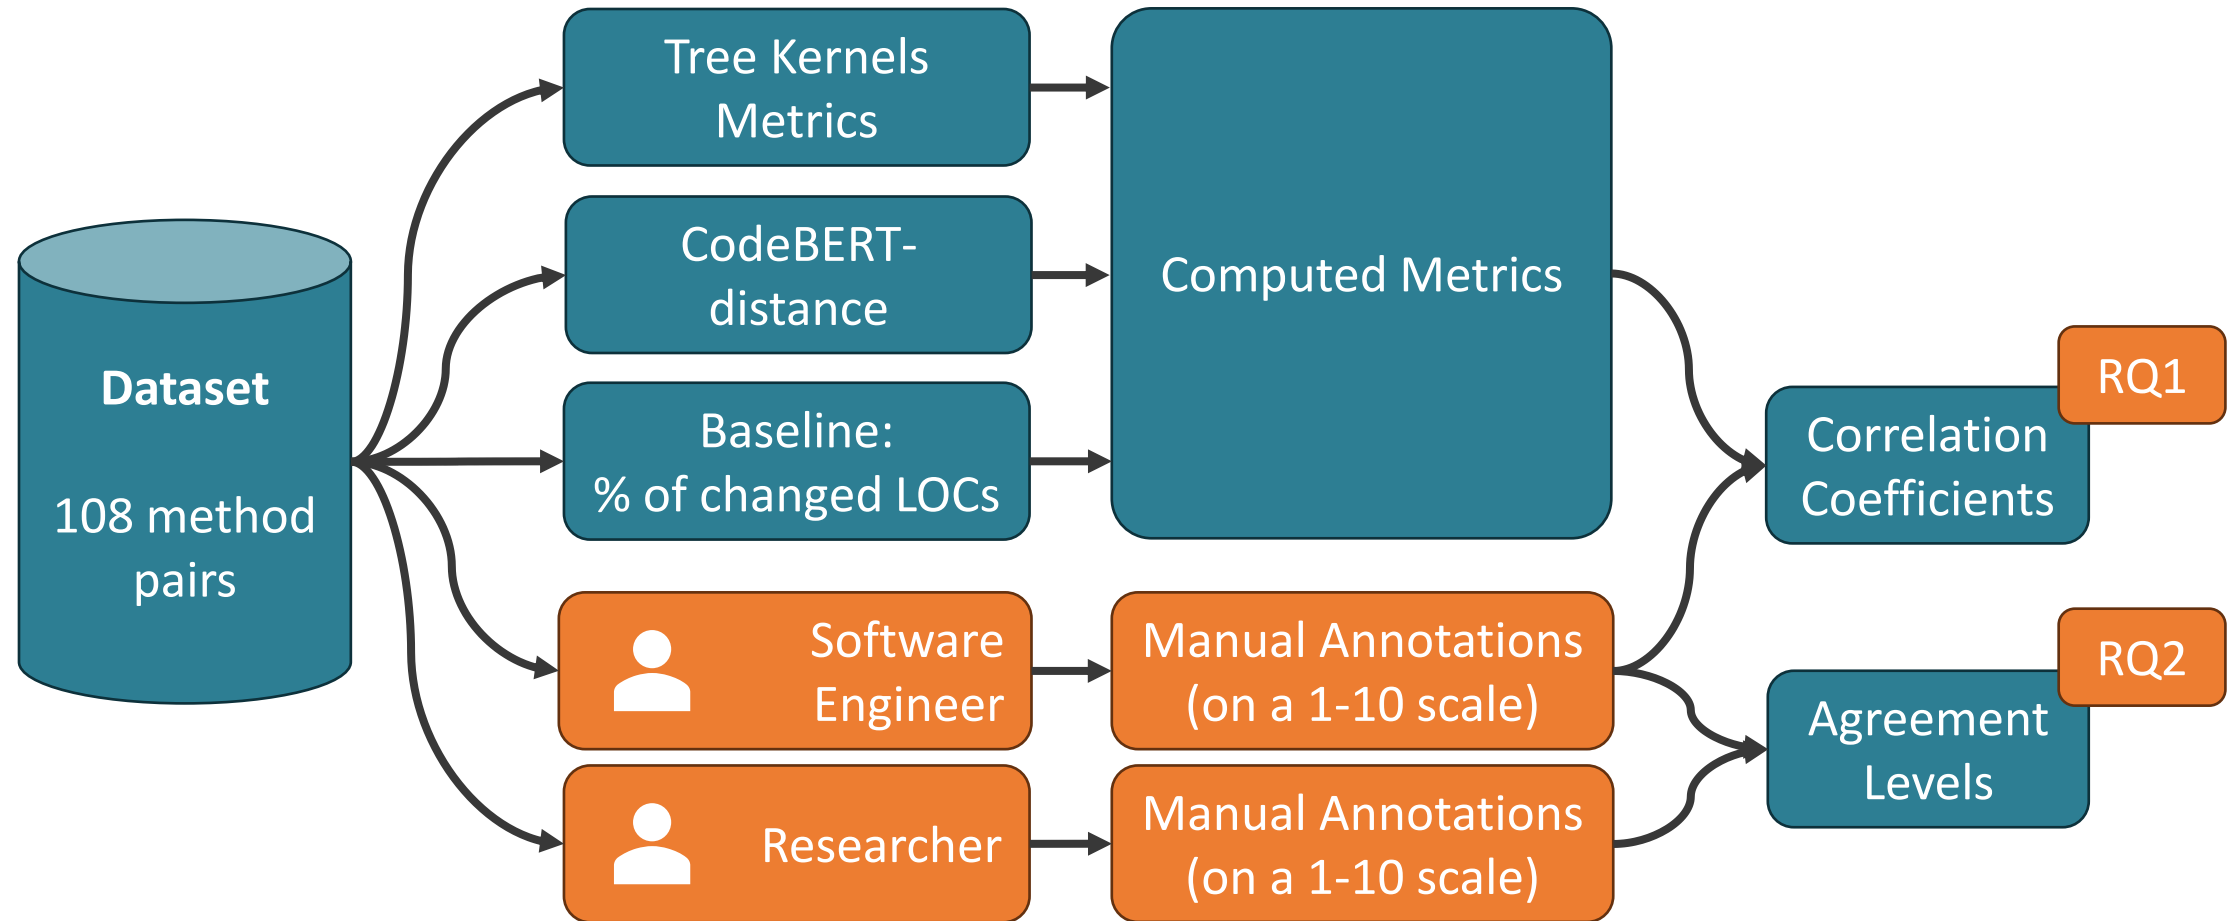 Dataset
108 method
pairs
Tree Kernels
Metrics
CodeBERT-
distance
Baseline:
% of changed LOCs
Software
Engineer
Researcher
Computed Metrics
Manual Annotations
(on a 1-10 scale)
Manual Annotations
(on a 1-10 scale)
RQ1
Correlation
Coefficients
RQ2
Agreement
Levels